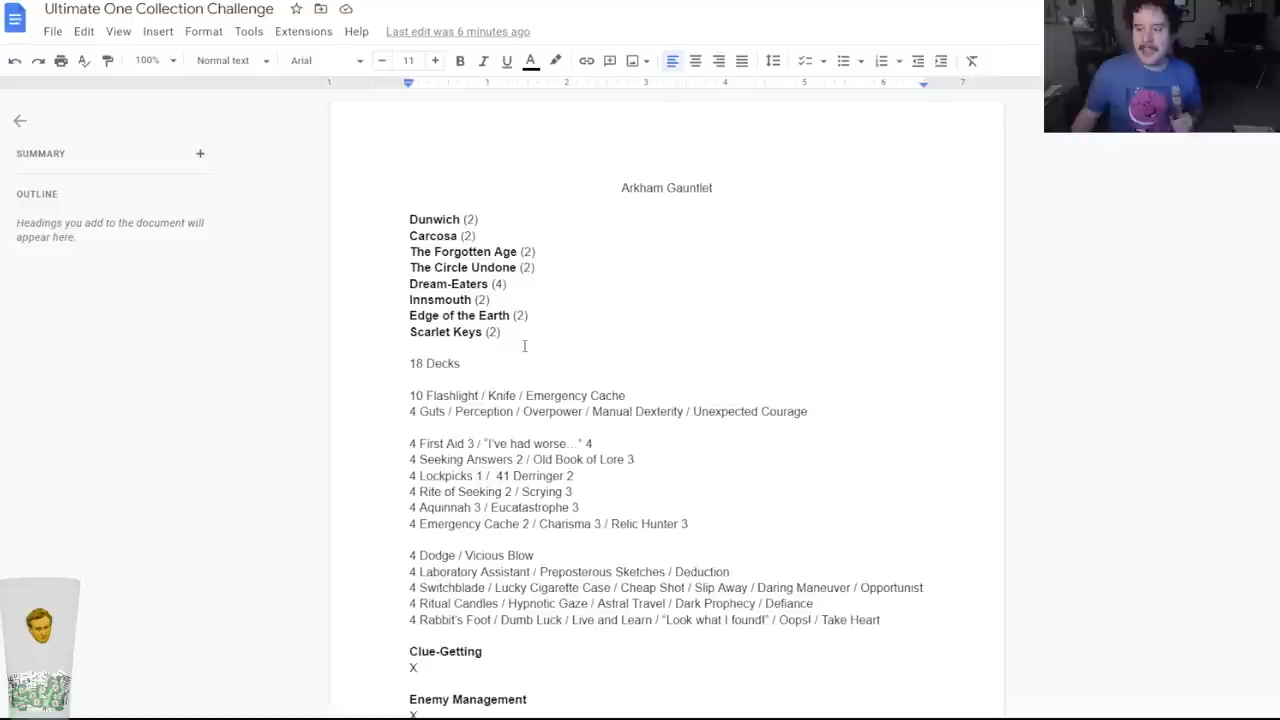 Ultimate One Collection Challenge
File Edit View Insert Format Tools Extensions Help Last edit was 6 minutes ago
100% Normal text Arial 11 B I U A
1 1 2 3 4 5 6 7
SUMMARY
OUTLINE
Headings you add to the document will
appear here.
Arkham Gauntlet
Dunwich (2)
Carcosa (2)
The Forgotten Age (2)
The Circle Undone (2)
Dream-Eaters (4)
Innsmouth (2)
Edge of the Earth (2)
Scarlet Keys (2)
18 Decks
10 Flashlight / Knife / Emergency Cache
4 Guts / Perception / Overpower / Manual Dexterity / Unexpected Courage
4 First Aid 3 / "I've had worse…" 4
4 Seeking Answers 2 / Old Book of Lore 3
4 Lockpicks 1 / 41 Derringer 2
4 Rite of Seeking 2 / Scrying 3
4 Aquinnah 3 / Eucatastrophe 3
4 Emergency Cache 2 / Charisma 3 / Relic Hunter 3
4 Dodge / Vicious Blow
4 Laboratory Assistant / Preposterous Sketches / Deduction
4 Switchblade / Lucky Cigarette Case / Cheap Shot / Slip Away / Daring Maneuver / Opportunist
4 Ritual Candles / Hypnotic Gaze / Astral Travel / Dark Prophecy / Defiance
4 Rabbit's Foot / Dumb Luck / Live and Learn / "Look what I found!" / Oops! / Take Heart
Clue-Getting
X
Enemy Management
X